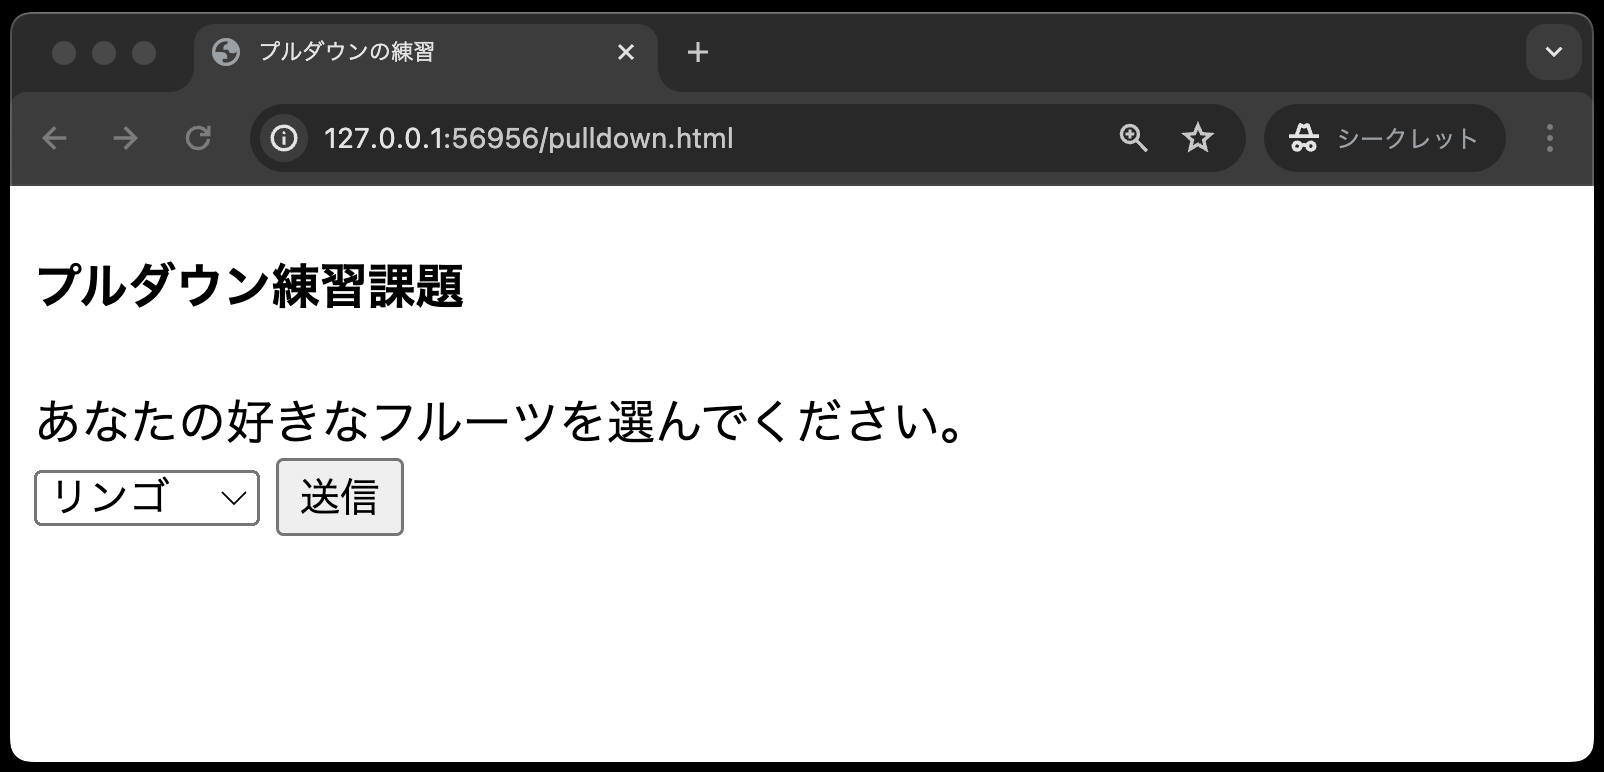 プルダウンの練習
127.0.0.1:56956/pulldown.html
シークレット
プルダウン練習課題
あなたの好きなフルーツを選んでください。
リンゴ 送信